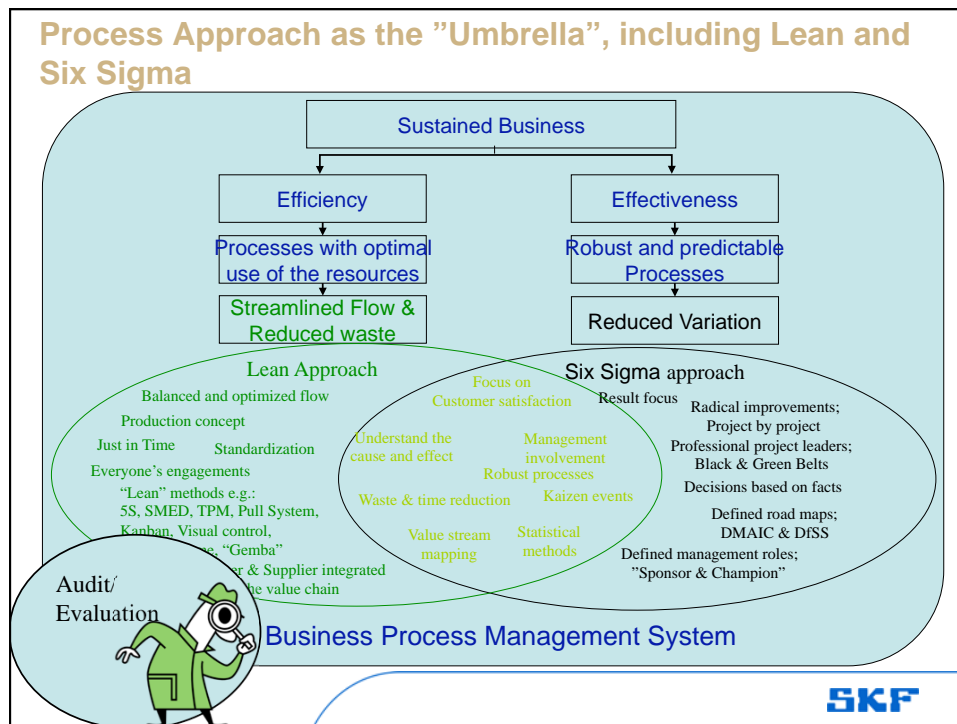 Process Approach as the ”Umbrella”, including Lean and
Six Sigma
Sustained Business
Efficiency
Effectiveness
Processes with optimal
use of the resources
Robust and predictable
Processes
Streamlined Flow &
Reduced waste
Reduced Variation
Lean Approach
Balanced and optimized flow
Production concept
Just in Time
Standardization
Everyone’s engagements
“Lean” methods e.g.:
5S, SMED, TPM, Pull System,
Kanban, Visual control,
“Gemba”
& Supplier integrated
value chain
Focus on
Customer satisfaction
Understand the
cause and effect
Management
involvement
Robust processes
Waste & time reduction
Kaizen events
Value stream
mapping
Statistical
methods
Six Sigma approach
Result focus
Radical improvements;
Project by project
Professional project leaders;
Black & Green Belts
Decisions based on facts
Defined road maps;
DMAIC & DfSS
Defined management roles;
”Sponsor & Champion”
Audit/
Evaluation
Business Process Management System
SKF